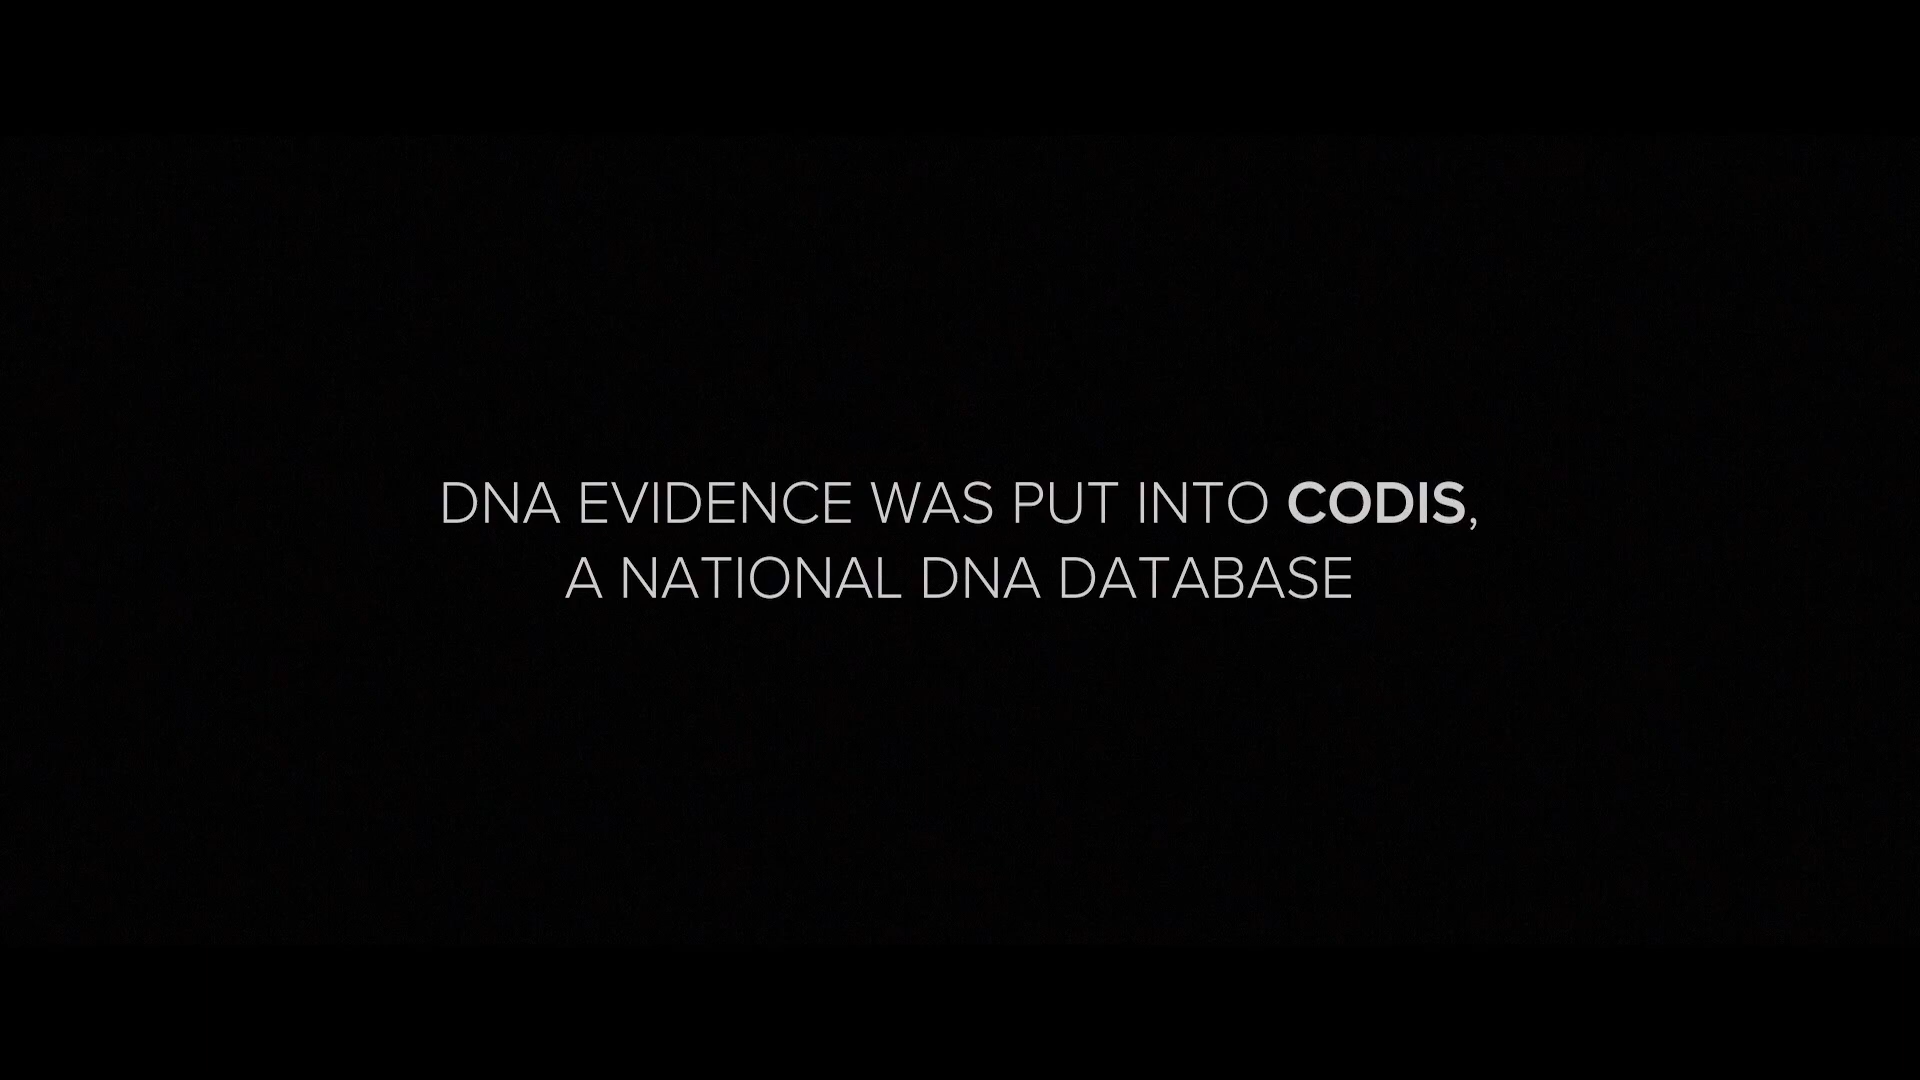 DNA EVIDENCE WAS PUT INTO CODIS,
A NATIONAL DNA DATABASE